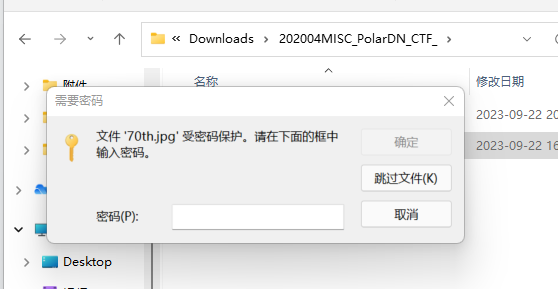 « Downloads > 202004MISC_PolarDN_CTF_ >
附件
名称
修改日期
需要密码
文件 '70th.jpg' 受密码保护。请在下面的框中
输入密码。
确定
跳过文件(K)
密码(P):
取消
2023-09-22 20
2023-09-22 16
Desktop